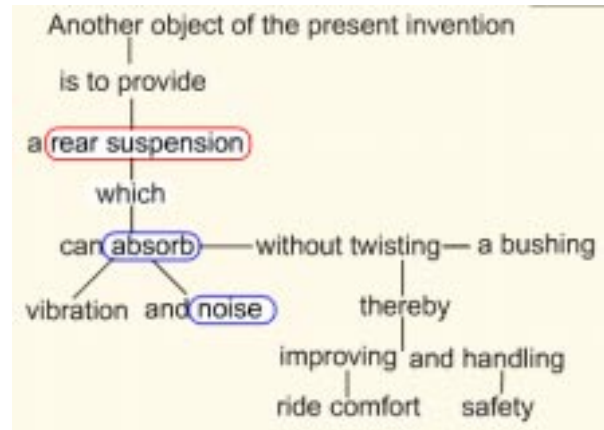 Another object of the present invention
is to provide
a rear suspension
which
can absorb without twisting a bushing
vibration and noise thereby
improving and handling
ride comfort safety